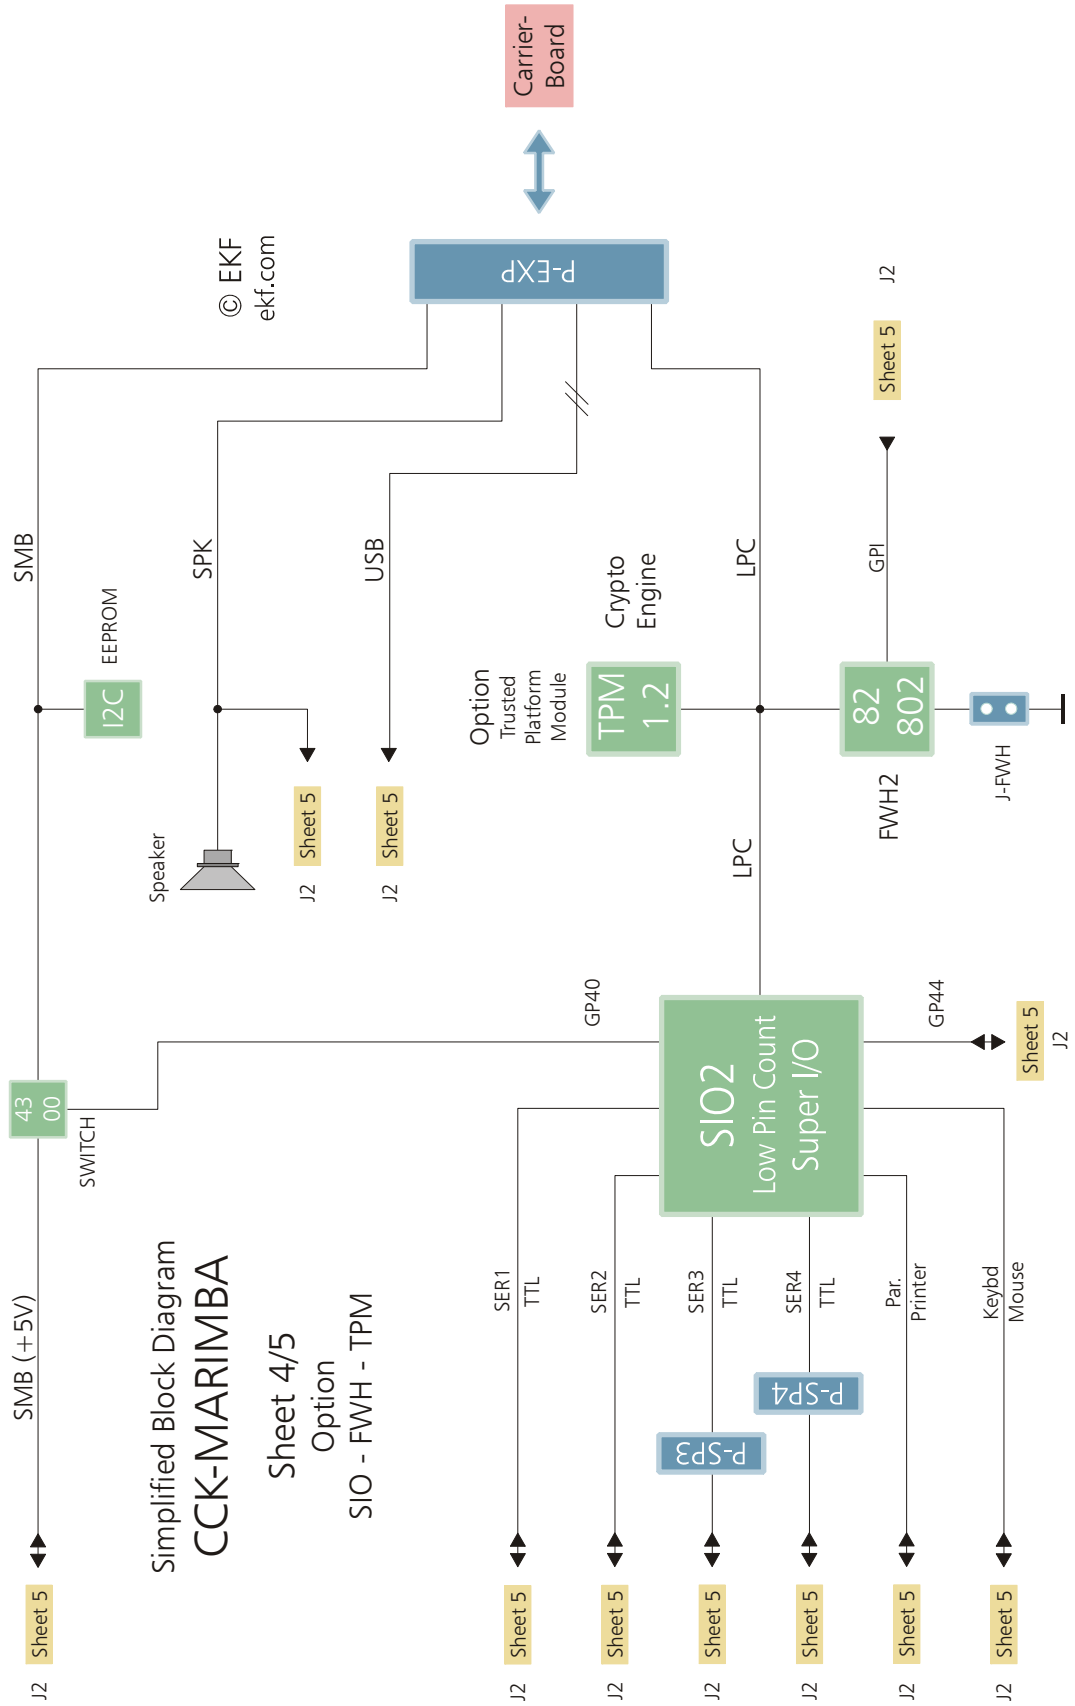 Simplified Block Diagram
CCK-MARIMBA
Sheet 4/5
Option
SIO - FWH - TPM
© EKF
ekf.com
Carrier-
Board
P-EXP
SMB
SPK
USB
LPC
I2C
EEPROM
Speaker
J2
Sheet 5
J2
Sheet 5
Option
Trusted
Platform
Module
TPM
1.2
Crypto
Engine
82
802
FWH2
J-FWH
GPI
Sheet 5
J2
LPC
43
00
SWITCH
SMB (+5V)
J2
Sheet 5
GP40
GP44
Sheet 5
J2
SIO2
Low Pin Count
Super I/O
SER1
TTL
J2
Sheet 5
SER2
TTL
J2
Sheet 5
SER3
TTL
P-SP3
J2
Sheet 5
SER4
TTL
P-SP4
J2
Sheet 5
Par.
Printer
J2
Sheet 5
Keybd
Mouse
J2
Sheet 5